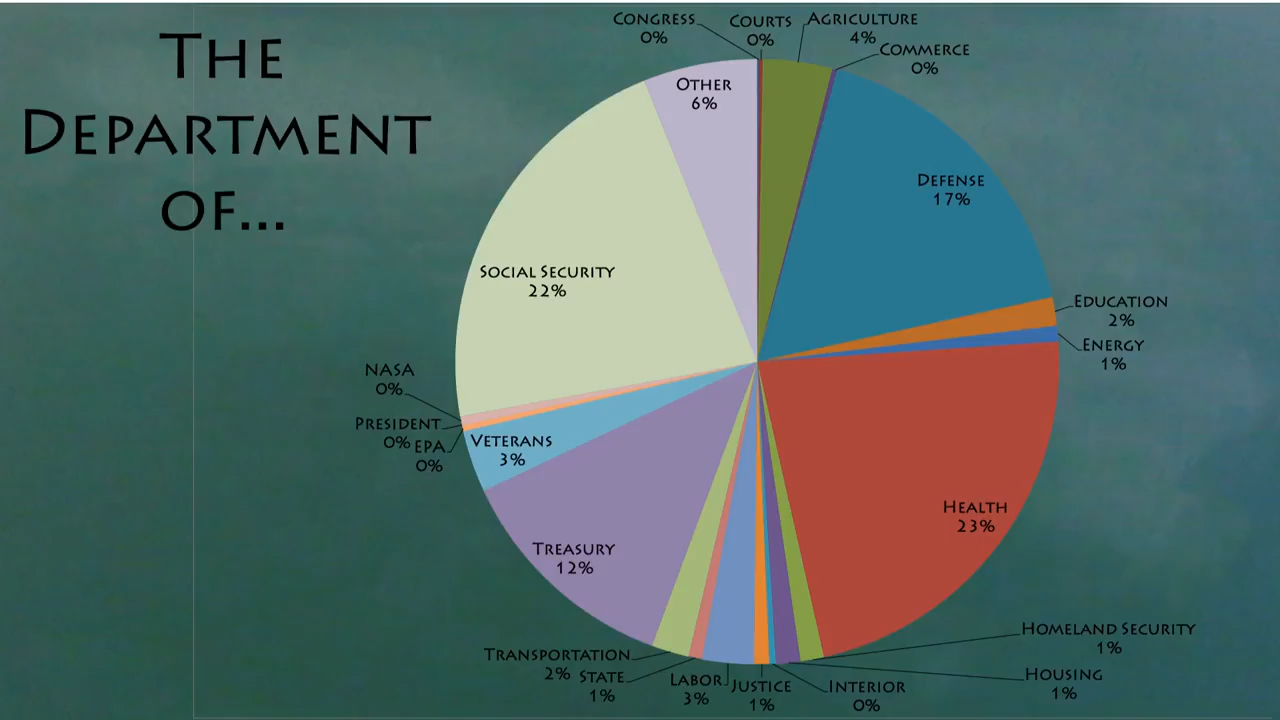 The
Department
of...
Congress
0%
Courts
0%
Agriculture
4%
Commerce
0%
Other
6%
Defense
17%
Social Security
22%
Education
2%
Energy
1%
NASA
0%
President
0%
EPA
0%
Veterans
3%
Health
23%
Treasury
12%
Homeland Security
1%
Transportation
2%
State
1%
Labor
3%
Justice
1%
Interior
0%
Housing
1%